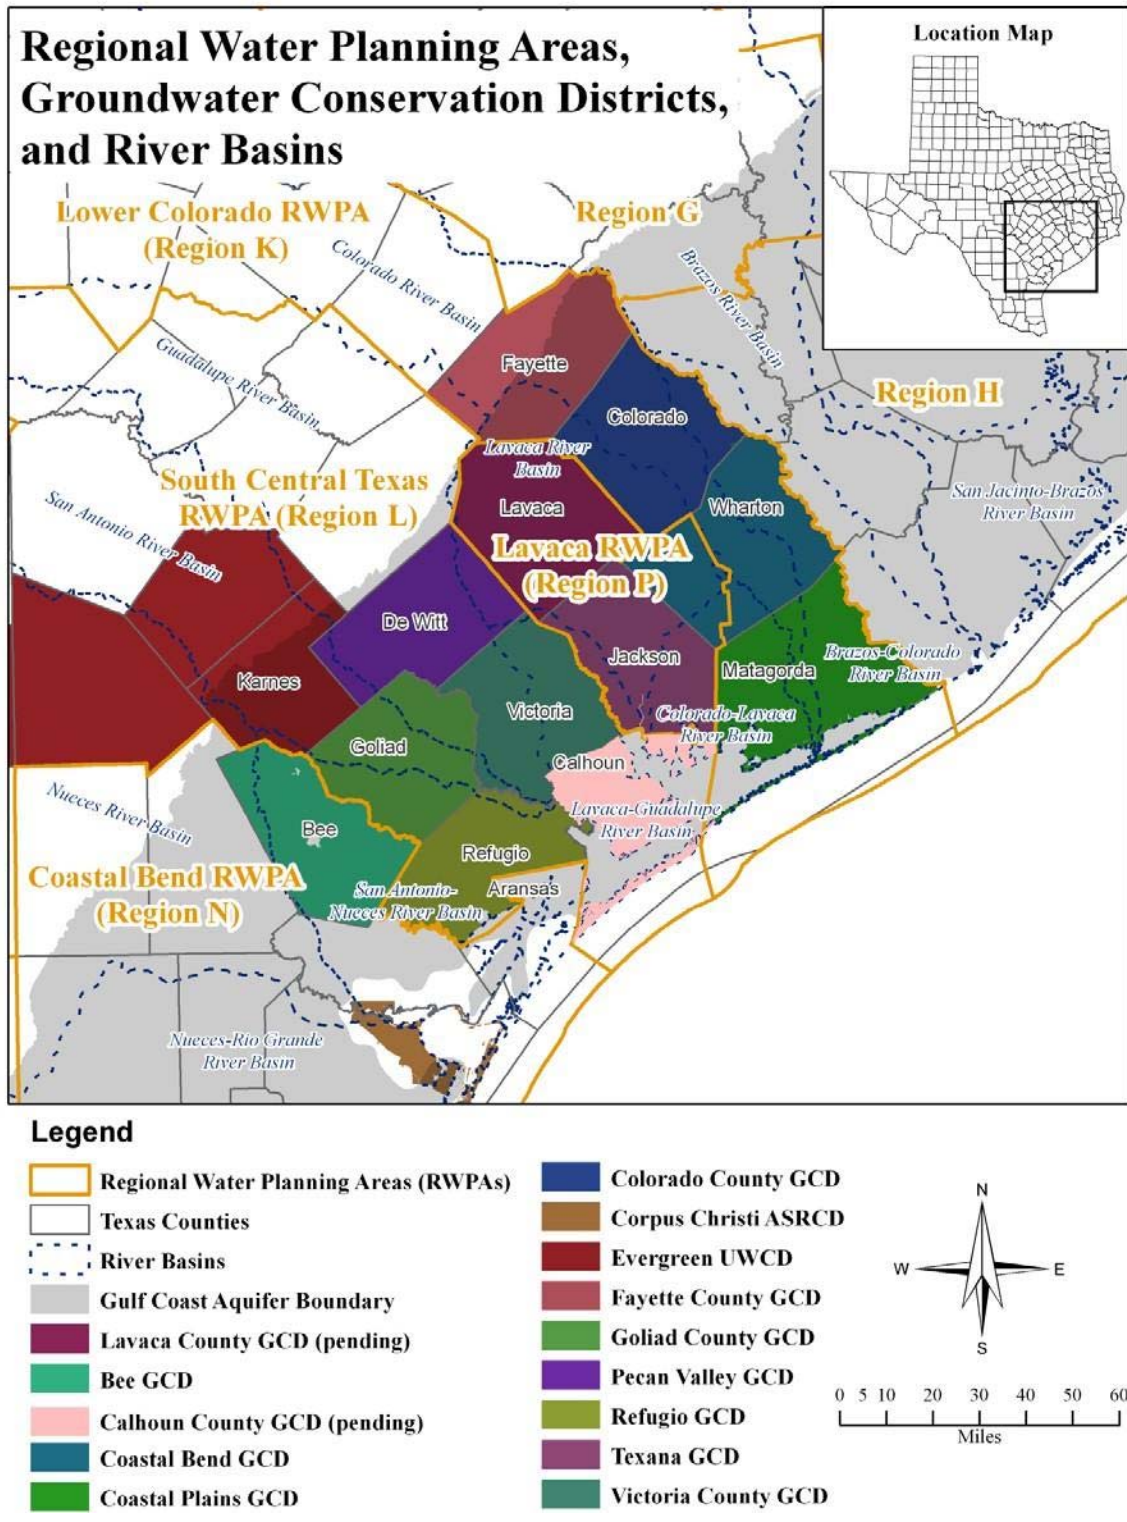 Regional Water Planning Areas,
Groundwater Conservation Districts,
and River Basins
Location Map
Lower Colorado RWPA
(Region K)
Region G
Colorado River Basin
Brazos River Basin
Guadalupe River Basin
Fayette
Region H
Colorado
Lavaca River
Basin
South Central Texas
RWPA (Region L)
San Antonio River Basin
Lavaca
Wharton
San Jacinto-Brazos
River Basin
Lavaca RWPA
(Region P)
De Witt
Jackson
Matagorda
Brazos-Colorado
River Basin
Karnes
Victoria
Colorado-Lavaca
River Basin
Goliad
Calhoun
Nueces River Basin
Lavaca-Guadalupe
River Basin
Bee
Refugio
Coastal Bend RWPA
(Region N)
Aransas
San Antonio-
Nueces River Basin
Nueces-Rio Grande
River Basin
Legend
Regional Water Planning Areas (RWPAs)
Texas Counties
River Basins
Gulf Coast Aquifer Boundary
Lavaca County GCD (pending)
Bee GCD
Calhoun County GCD (pending)
Coastal Bend GCD
Coastal Plains GCD
Colorado County GCD
Corpus Christi ASRCD
Evergreen UWCD
Fayette County GCD
Goliad County GCD
Pecan Valley GCD
Refugio GCD
Texana GCD
Victoria County GCD
N
W E
S
0 5 10 20 30 40 50 60
Miles